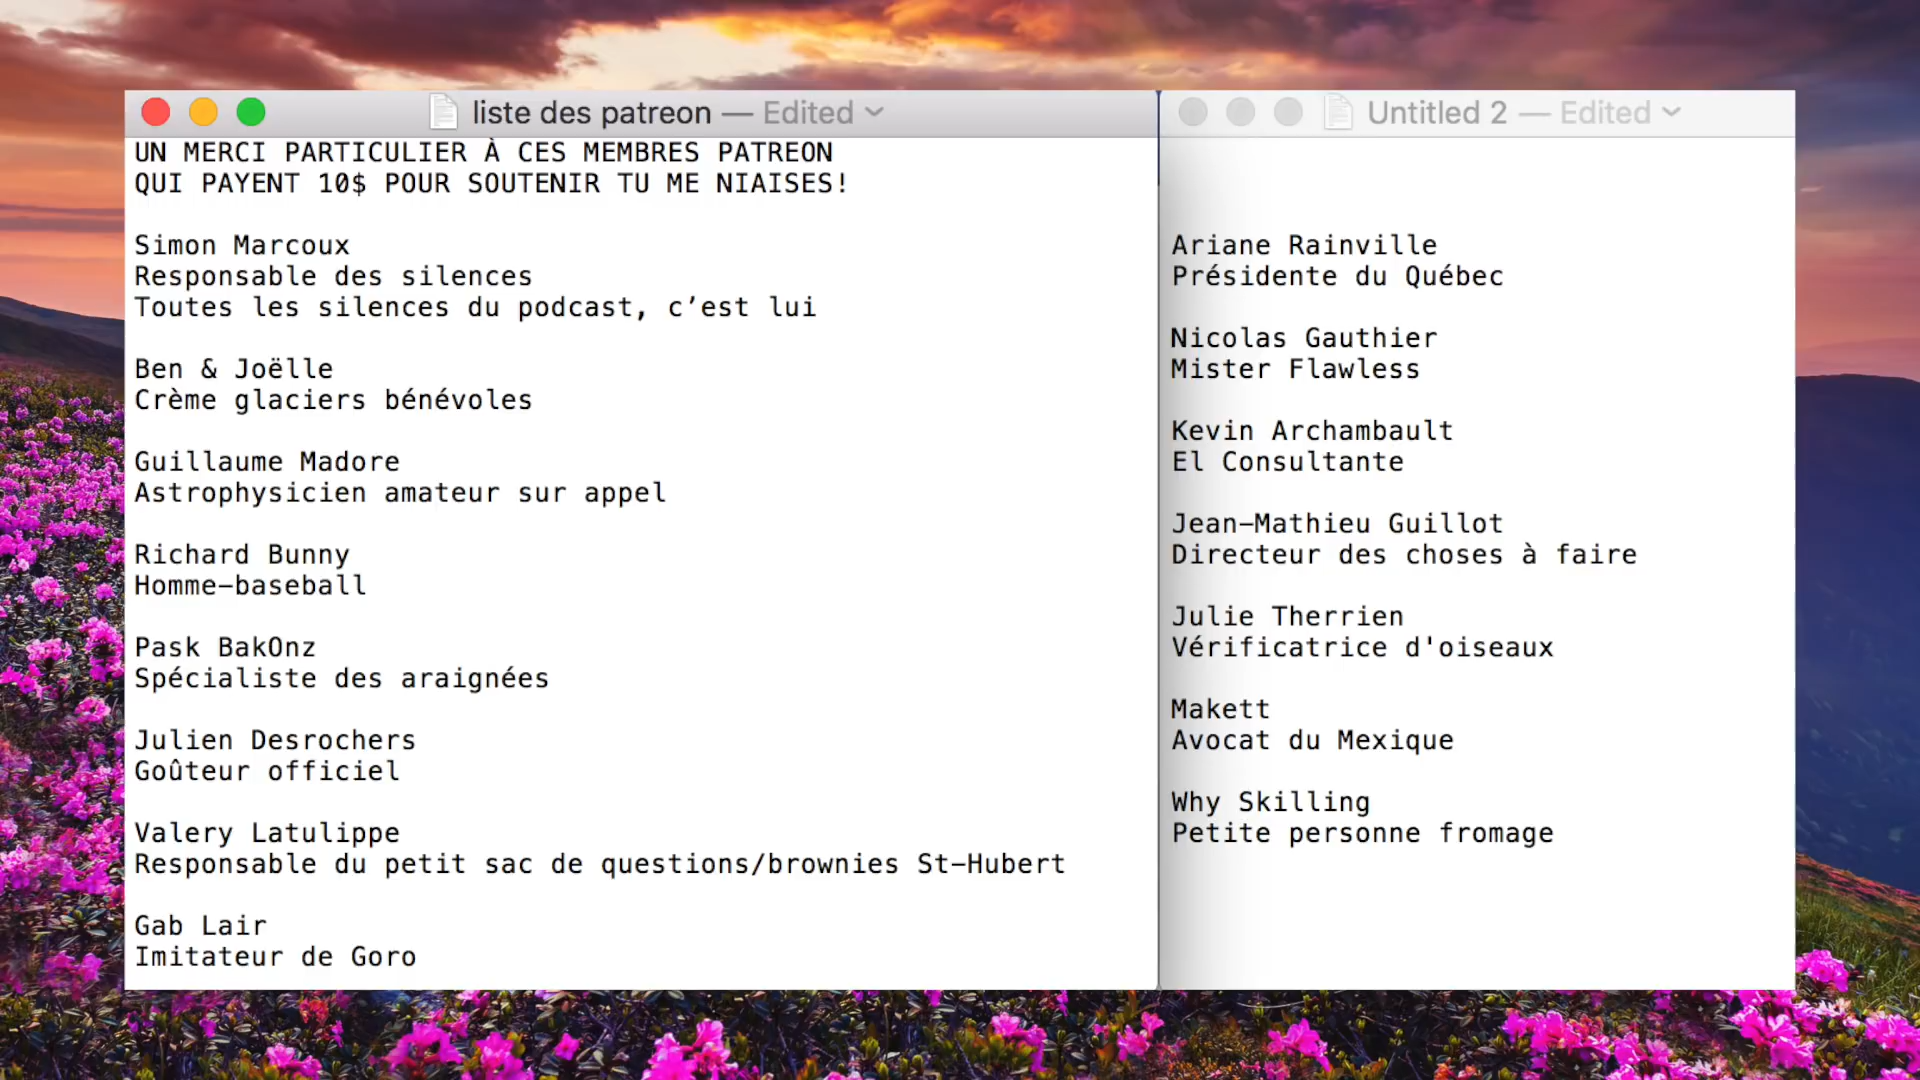 liste des patreon — Edited
UN MERCI PARTICULIER À CES MEMBRES PATREON
QUI PAYENT 10$ POUR SOUTENIR TU ME NIAISES!
Simon Marcoux
Responsable des silences
Toutes les silences du podcast, c’est lui
Ben & Joëlle
Crème glaciers bénévoles
Guillaume Madore
Astrophysicien amateur sur appel
Richard Bunny
Homme-baseball
Pask BakOnz
Spécialiste des araignées
Julien Desrochers
Goûteur officiel
Valery Latulippe
Responsable du petit sac de questions/brownies St-Hubert
Gab Lair
Imitateur de Goro
Untitled 2 — Edited
Ariane Rainville
Présidente du Québec
Nicolas Gauthier
Mister Flawless
Kevin Archambault
El Consultante
Jean-Mathieu Guillot
Directeur des choses à faire
Julie Therrien
Vérificatrice d'oiseaux
Makett
Avocat du Mexique
Why Skilling
Petite personne fromage